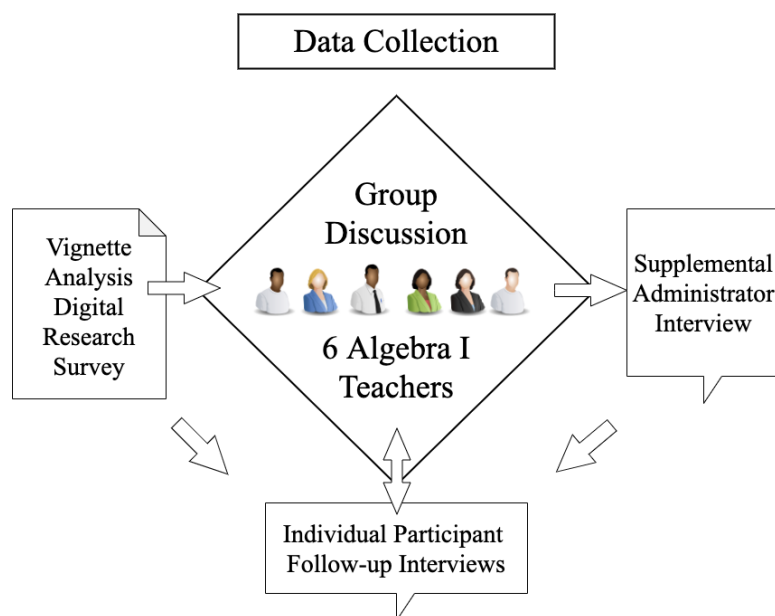 Data Collection
Vignette
Analysis
Digital
Research
Survey
Group
Discussion
6 Algebra I
Teachers
Supplemental
Administrator
Interview
Individual Participant
Follow-up Interviews